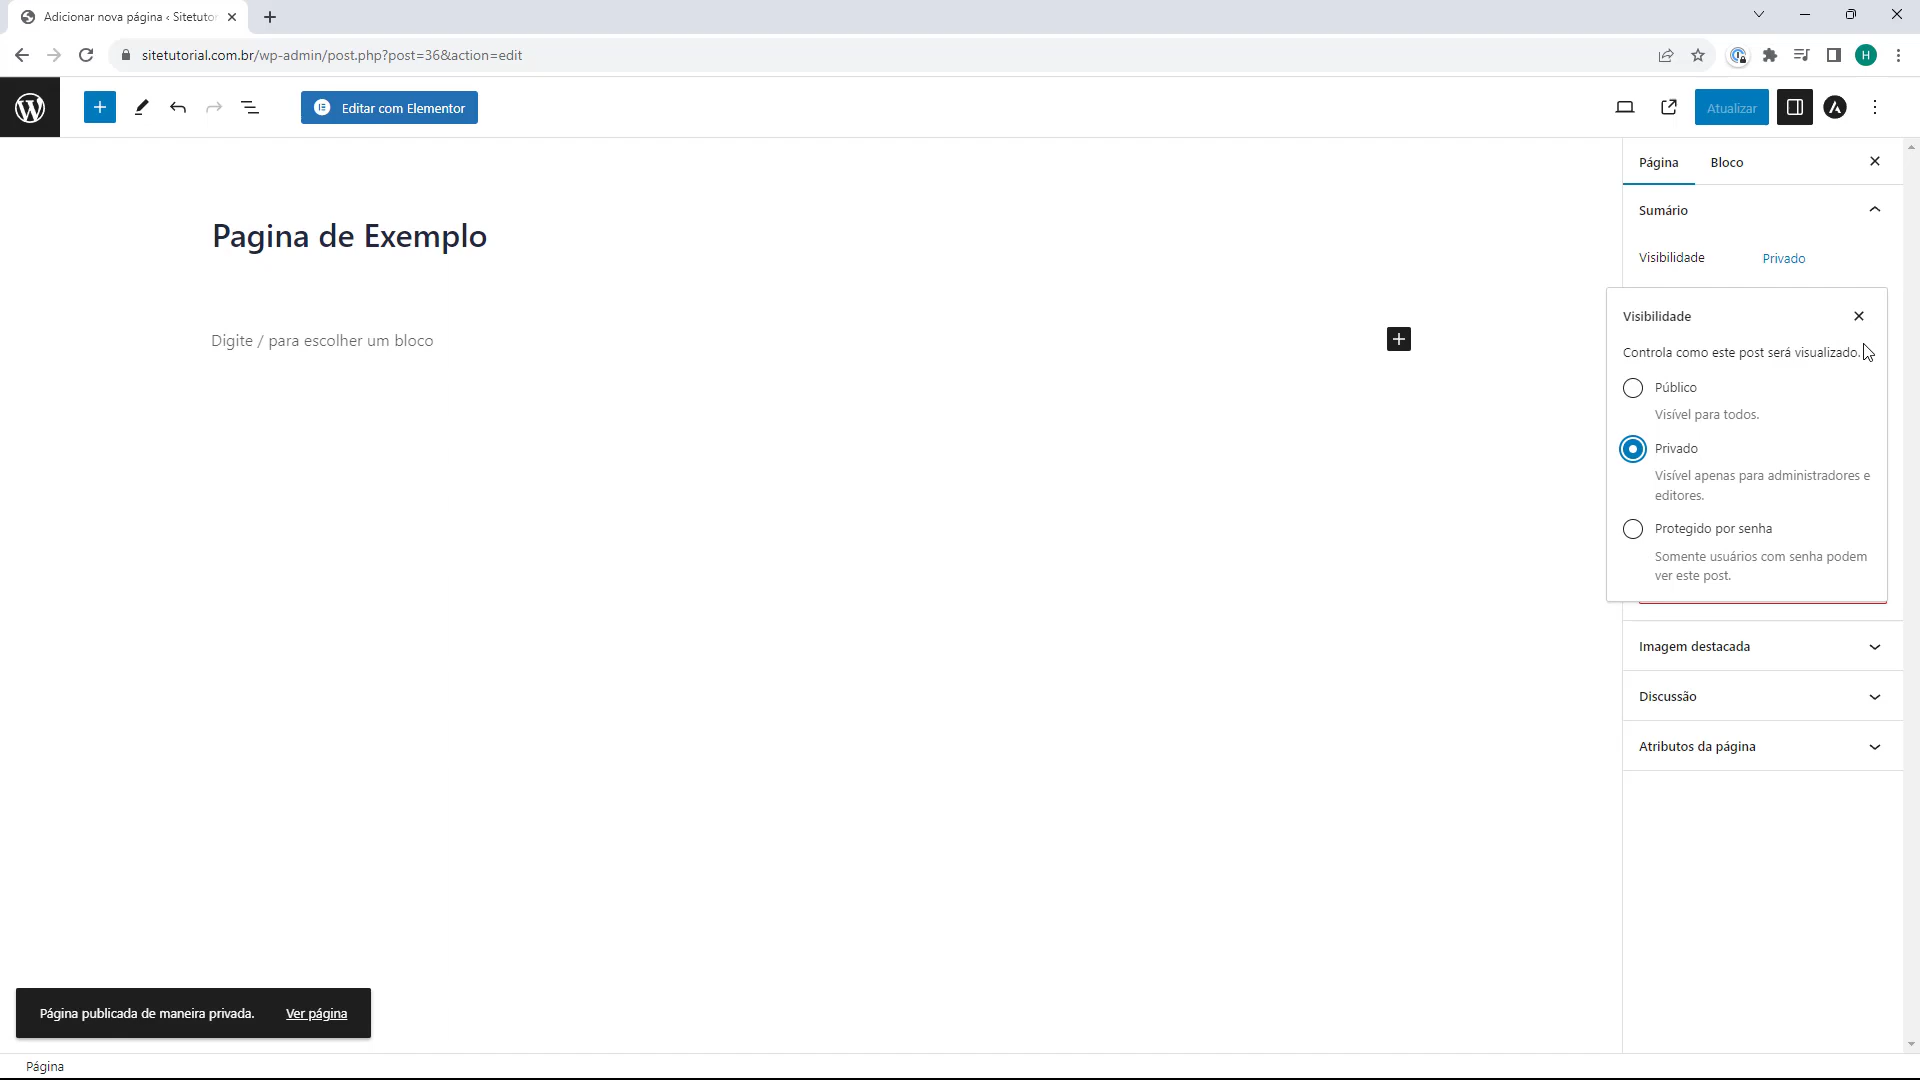 Adicionar nova página ‹ Sitetutor
sitetutorial.com.br/wp-admin/post.php?post=36&action=edit
H
Editar com Elementor
Atualizar
Página
Bloco
Sumário
Pagina de Exemplo
Visibilidade
Privado
Digite / para escolher um bloco
Visibilidade
Controla como este post será visualizado.
Público
Visível para todos.
Privado
Visível apenas para administradores e
editores.
Protegido por senha
Somente usuários com senha podem
ver este post.
Imagem destacada
Discussão
Atributos da página
Página publicada de maneira privada.
Ver página
Página